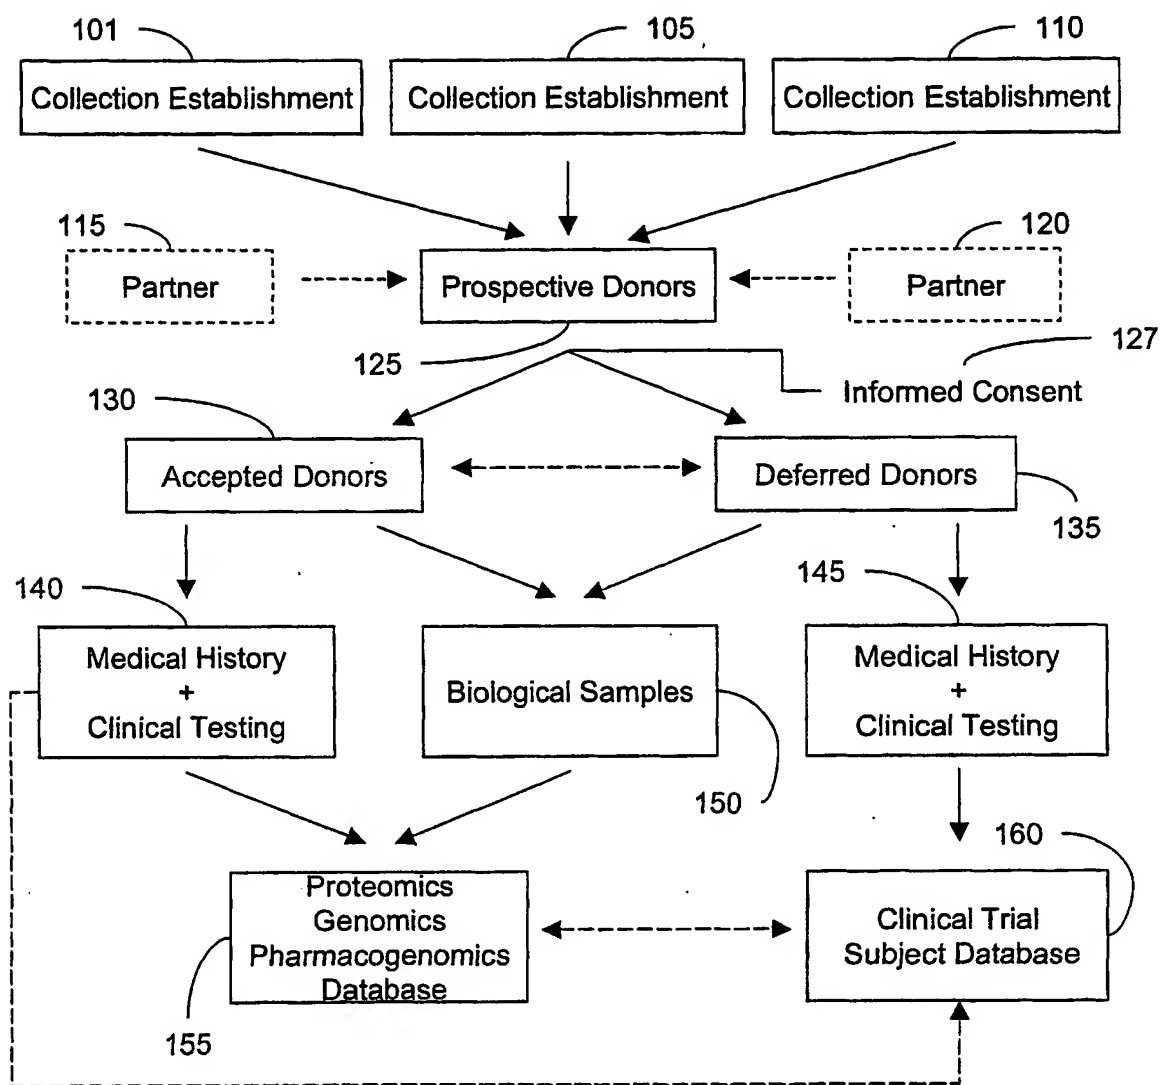 101
105
110
Collection Establishment
Collection Establishment
Collection Establishment
115
120
Partner
Prospective Donors
Partner
125
127
Informed Consent
130
Accepted Donors
Deferred Donors
135
140
145
Medical History
+
Clinical Testing
Biological Samples
Medical History
+
Clinical Testing
150
160
Proteomics
Genomics
Pharmacogenomics
Database
Clinical Trial
Subject Database
155